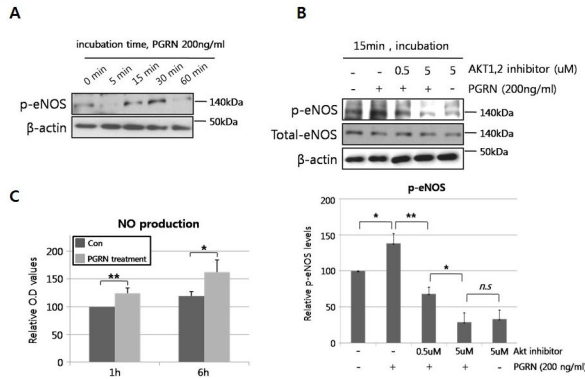 A
incubation time, PGRN 200ng/ml
0 min 5 min 15 min 30 min 60 min
p-eNOS
140kDa
β-actin
50kDa
B
15min , incubation
- - 0.5 5 5 AKT1,2 inhibitor (uM)
- + + + - PGRN (200ng/ml)
p-eNOS
140kDa
Total-eNOS
140kDa
β-actin
50kDa
C
NO production
Con
PGRN treatment
Relative O.D values
200
150
100
50
0
**
*
1h 6h
p-eNOS
Relative p-eNOS levels
200
150
100
50
0
* ** * n.s
- - 0.5uM 5uM 5uM Akt inhibitor
- + + + - PGRN (200 ng/ml)